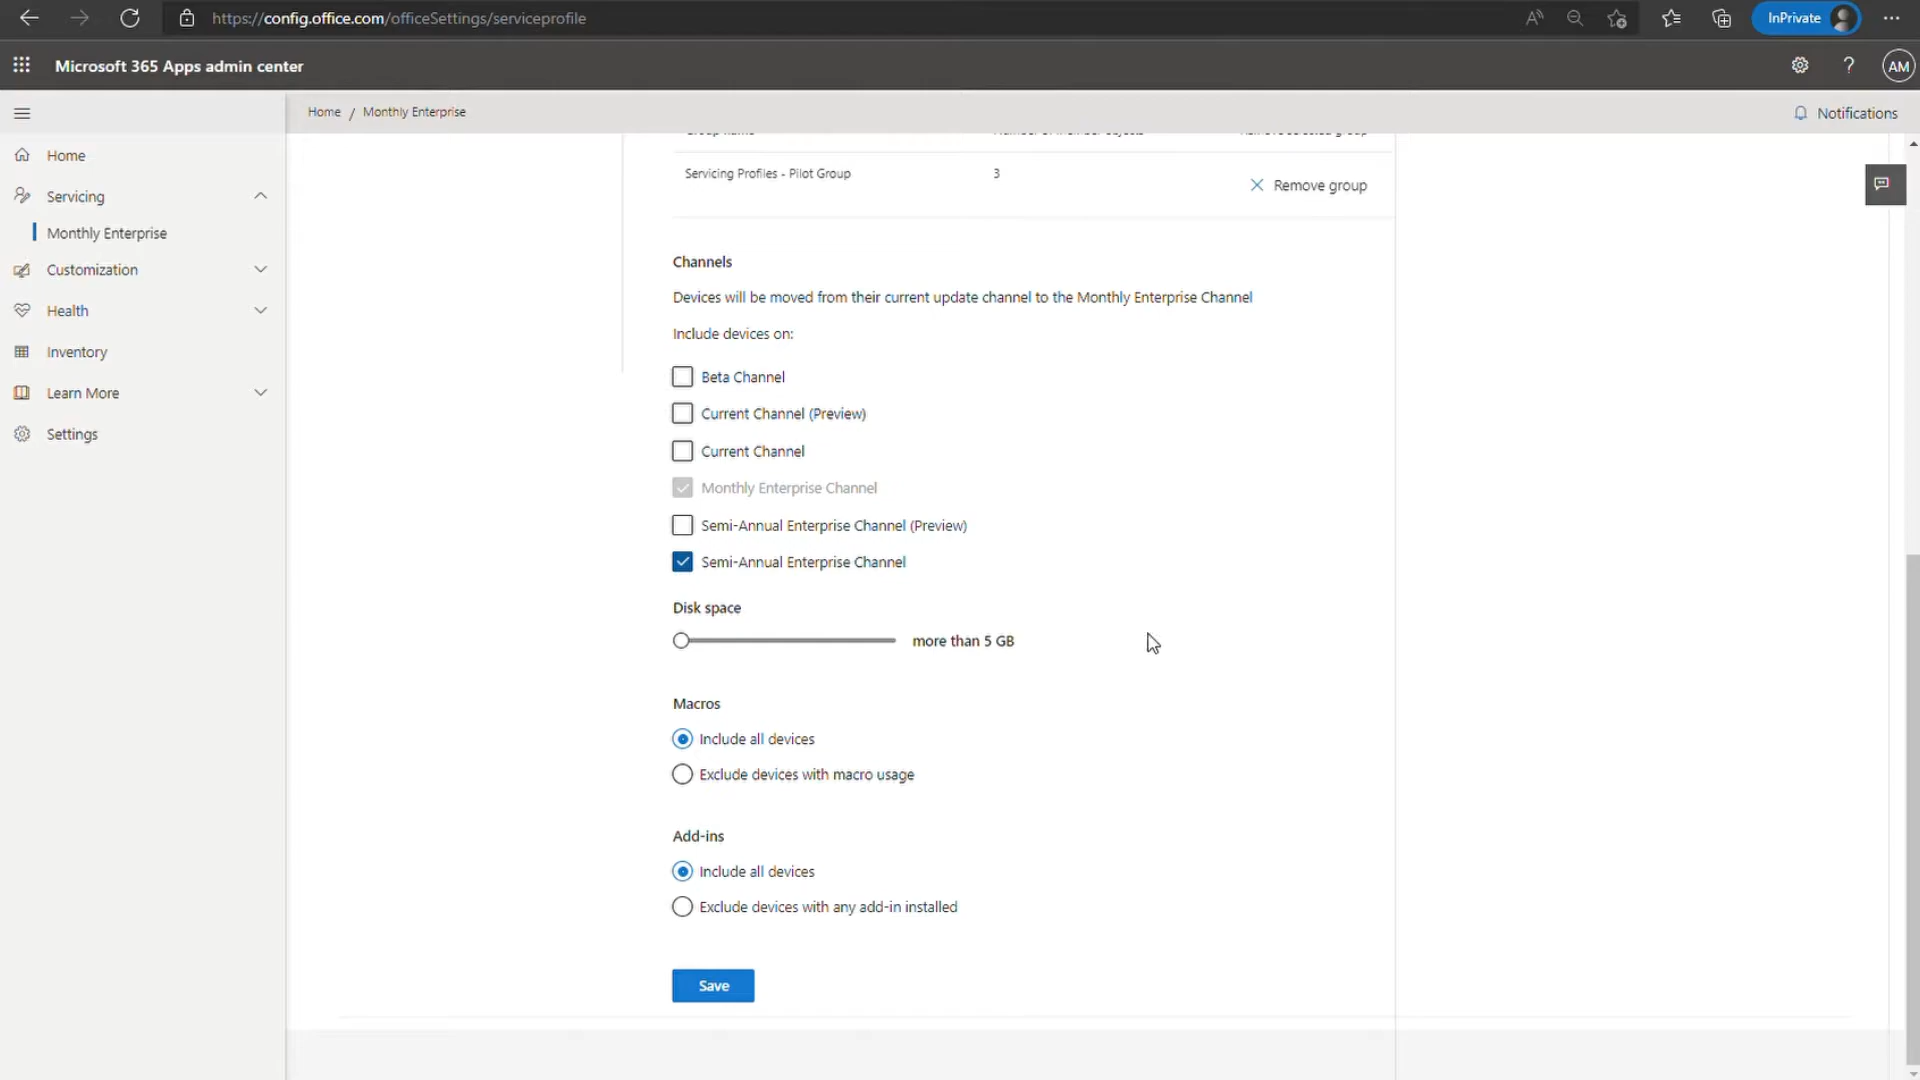 https://config.office.com/officeSettings/serviceprofile
A))
InPrivate
Microsoft 365 Apps admin center
?
AM
Home / Monthly Enterprise
Notifications
Home
Servicing
Monthly Enterprise
Customization
Health
Inventory
Learn More
Settings
Servicing Profiles - Pilot Group
3
Remove group
Channels
Devices will be moved from their current update channel to the Monthly Enterprise Channel
Include devices on:
Beta Channel
Current Channel (Preview)
Current Channel
Monthly Enterprise Channel
Semi-Annual Enterprise Channel (Preview)
Semi-Annual Enterprise Channel
Disk space
more than 5 GB
Macros
Include all devices
Exclude devices with macro usage
Add-ins
Include all devices
Exclude devices with any add-in installed
Save